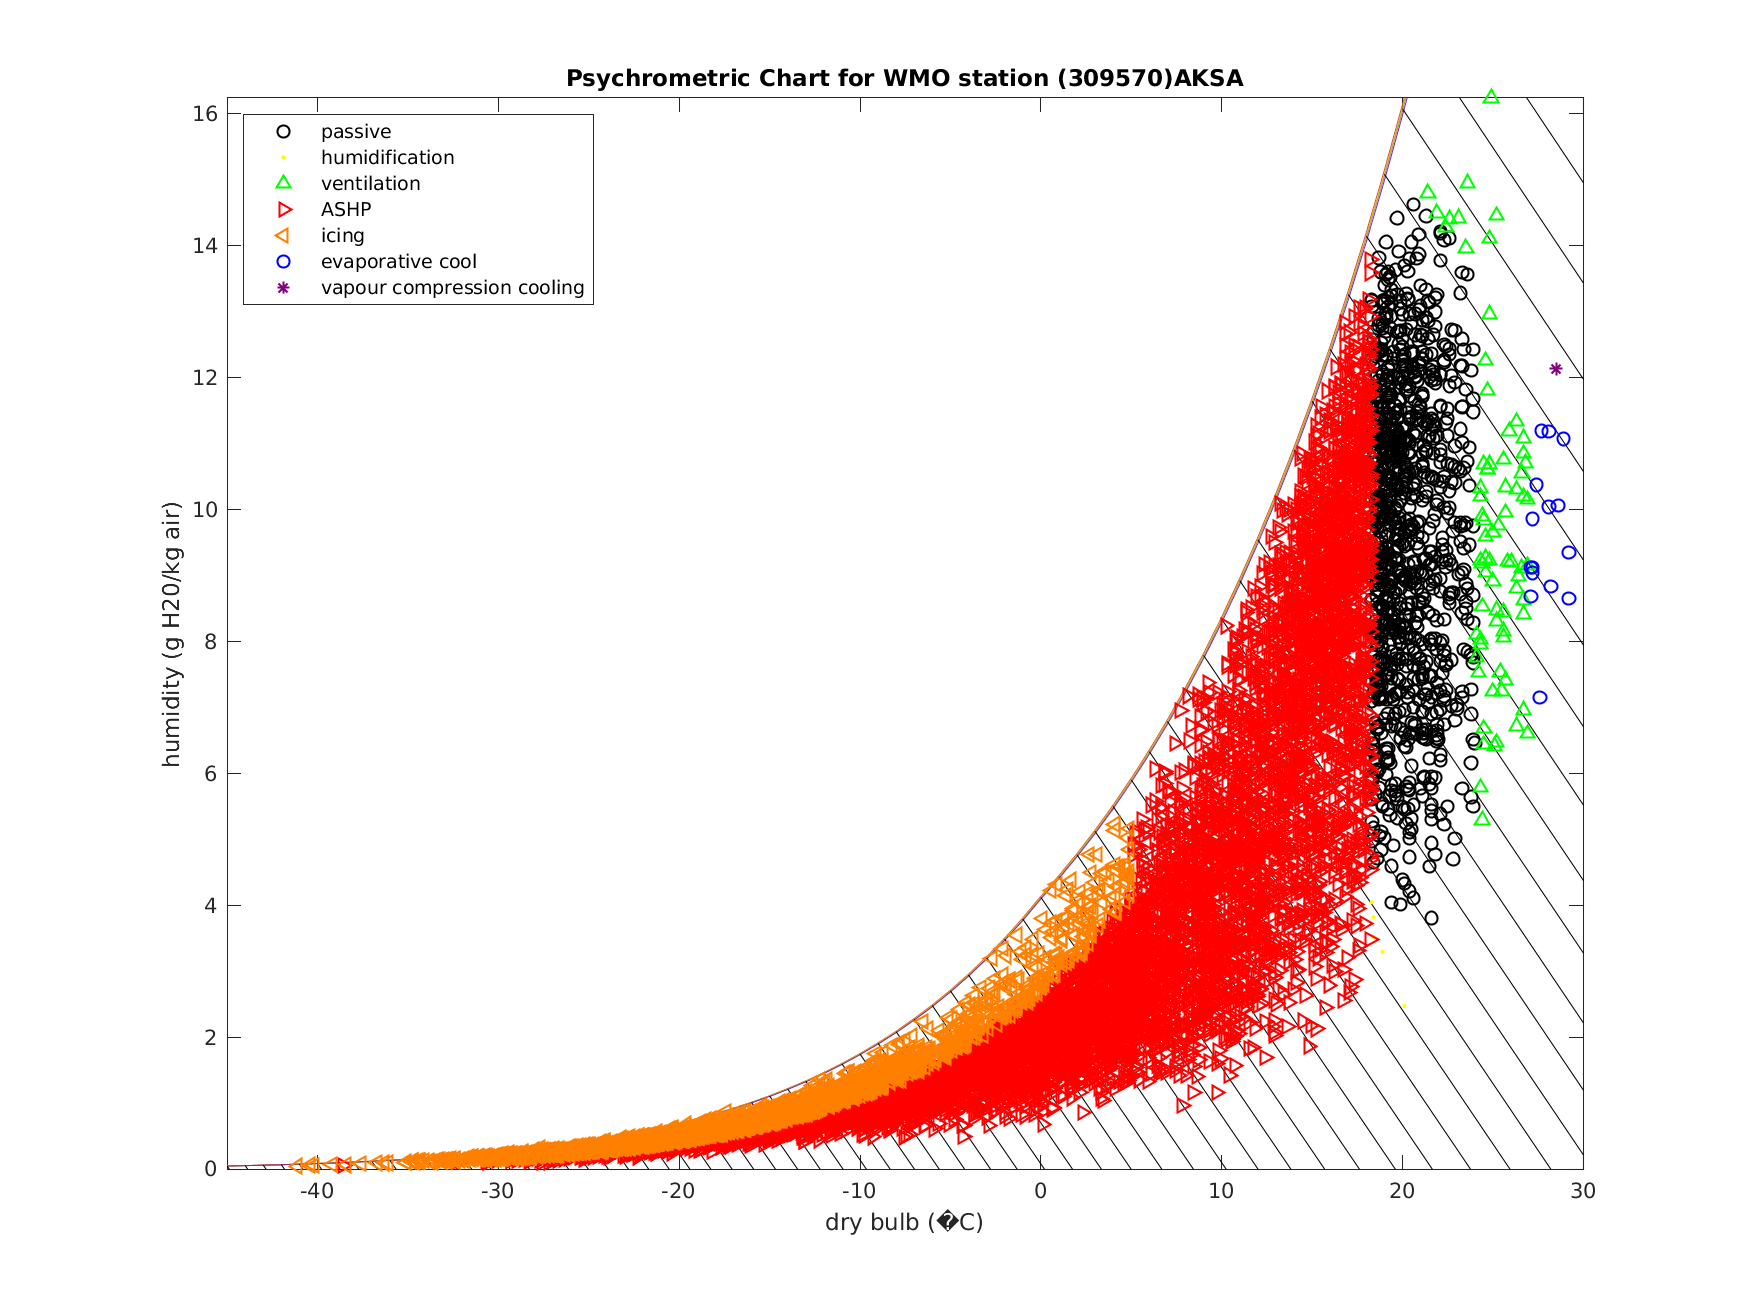 Psychrometric Chart for WMO station (309570)AKSA
passive
humidification
ventilation
ASHP
icing
evaporative cool
vapour compression cooling
humidity (g H20/kg air)
16
14
12
10
8
6
4
2
0
-40 -30 -20 -10 0 10 20 30
dry bulb (�C)